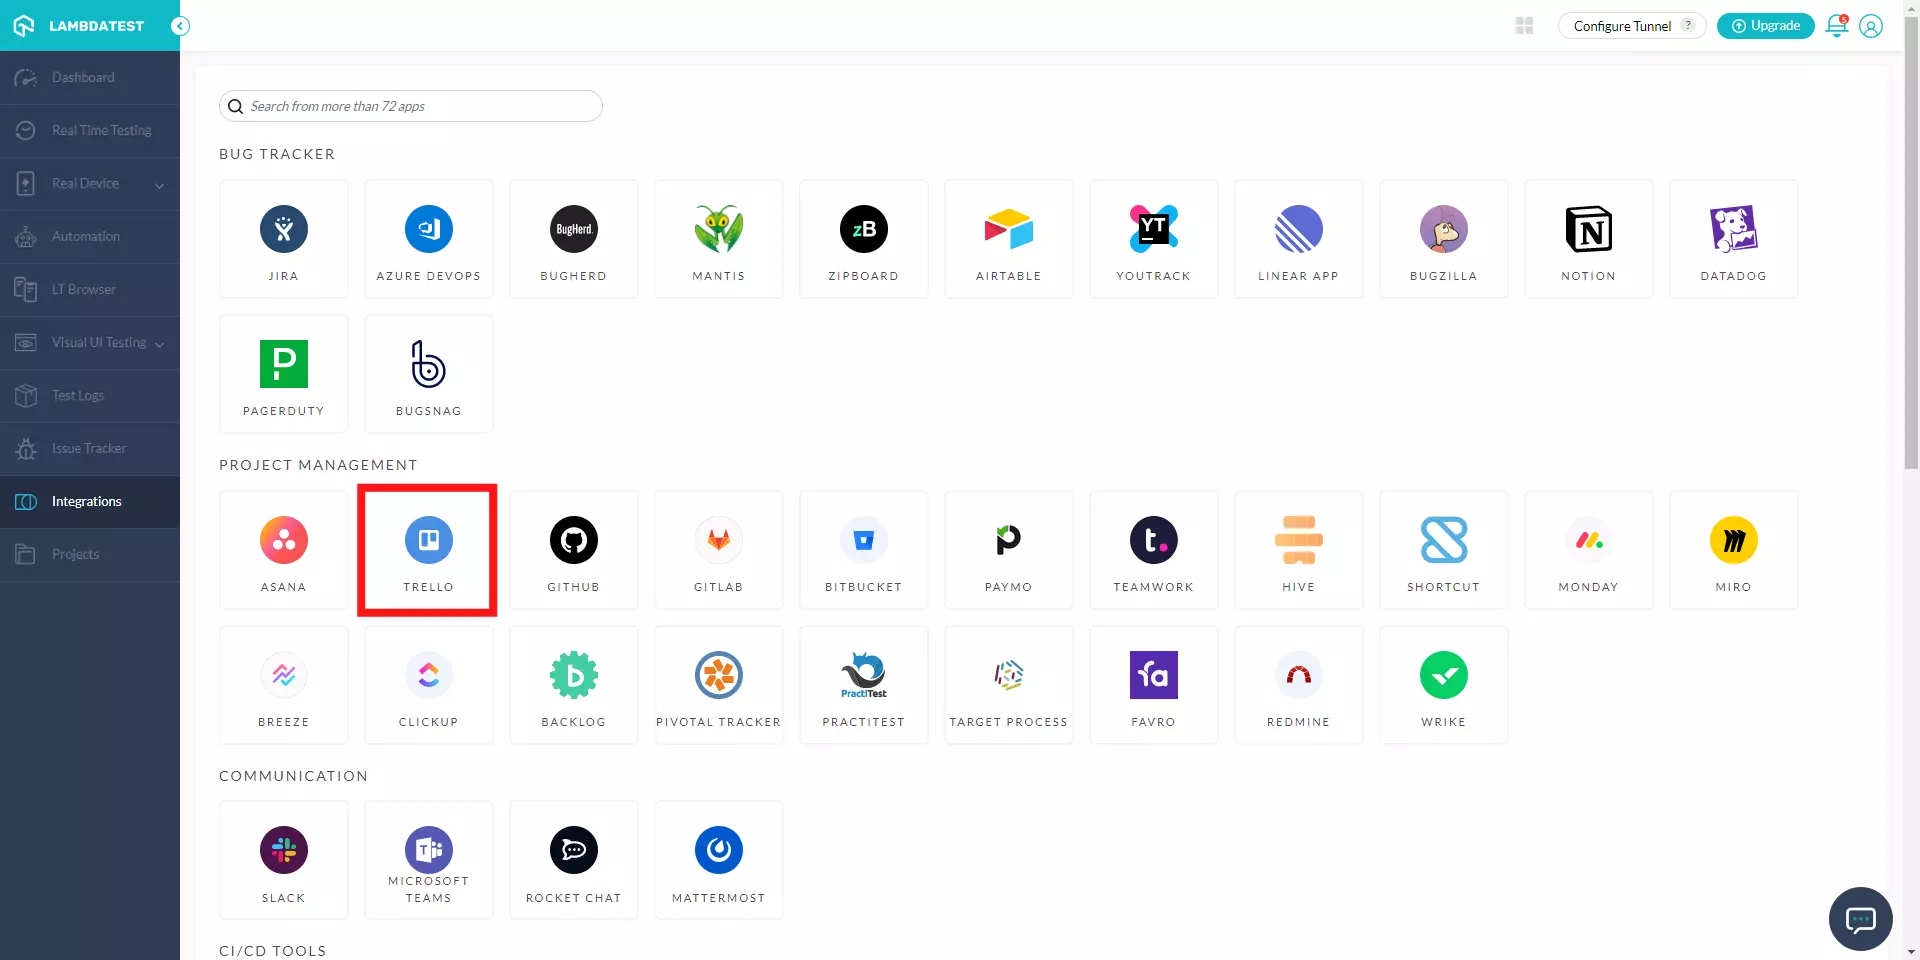 LAMBDATEST
Configure Tunnel ?
Upgrade
5
Dashboard
Real Time Testing
Real Device
Automation
LT Browser
Visual UI Testing
Test Logs
Issue Tracker
Integrations
Projects
Search from more than 72 apps
BUG TRACKER
JIRA
AZURE DEVOPS
BugHerd.
BUGHERD
MANTIS
zB
ZIPBOARD
AIRTABLE
YT
YOUTRACK
LINEAR APP
BUGZILLA
N
NOTION
DATADOG
P
PAGERDUTY
b
BUGSNAG
PROJECT MANAGEMENT
ASANA
TRELLO
GITHUB
GITLAB
BITBUCKET
P
PAYMO
t.
TEAMWORK
HIVE
SHORTCUT
MONDAY
MIRO
BREEZE
CLICKUP
b
BACKLOG
PIVOTAL TRACKER
PractiTest
PRACTITEST
TARGET PROCESS
fa
FAVRO
REDMINE
WRIKE
COMMUNICATION
SLACK
T
MICROSOFT
TEAMS
ROCKET CHAT
MATTERMOST
CI/CD TOOLS